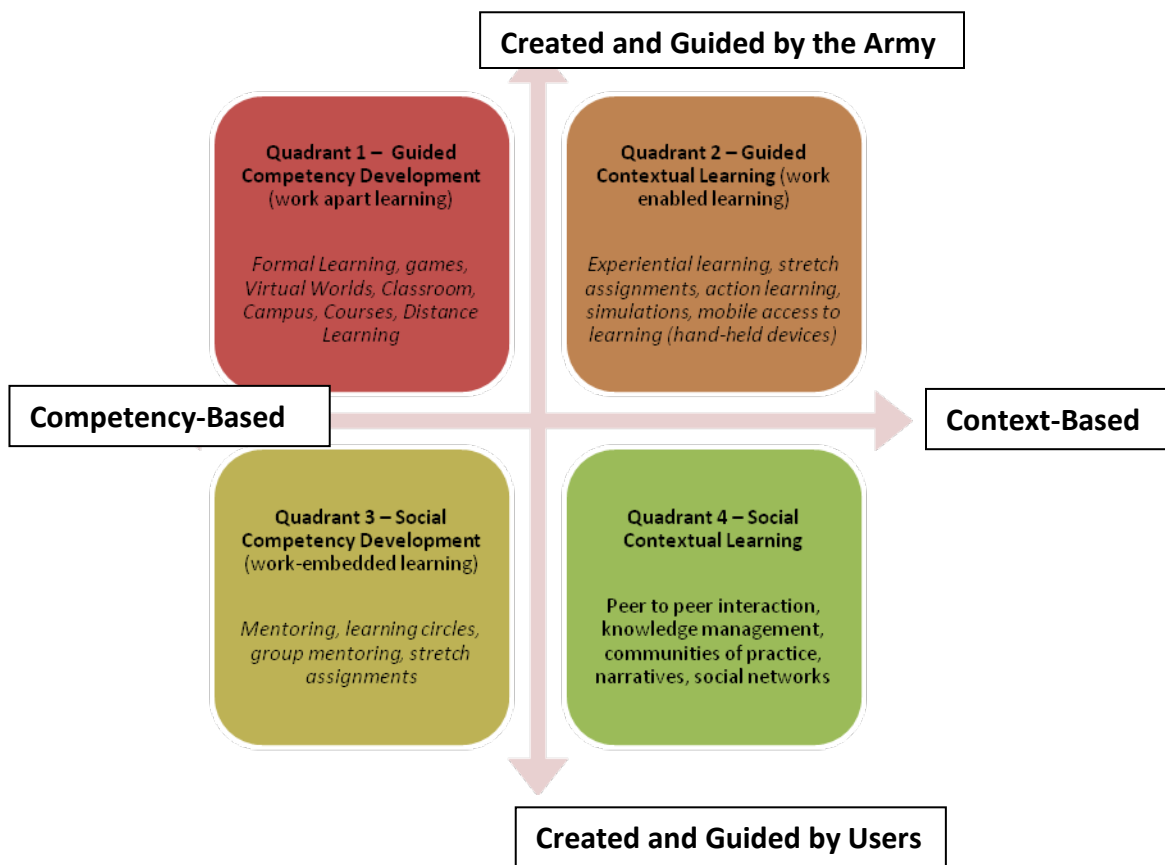 Created and Guided by the Army
Quadrant 1 – Guided
Competency Development
(work apart learning)
Formal Learning, games,
Virtual Worlds, Classroom,
Campus, Courses, Distance
Learning
Quadrant 2 – Guided
Contextual Learning (work
enabled learning)
Experiential learning, stretch
assignments, action learning,
simulations, mobile access to
learning (hand-held devices)
Competency-Based
Context-Based
Quadrant 3 – Social
Competency Development
(work-embedded learning)
Mentoring, learning circles,
group mentoring, stretch
assignments
Quadrant 4 – Social
Contextual Learning
Peer to peer interaction,
knowledge management,
communities of practice,
narratives, social networks
Created and Guided by Users